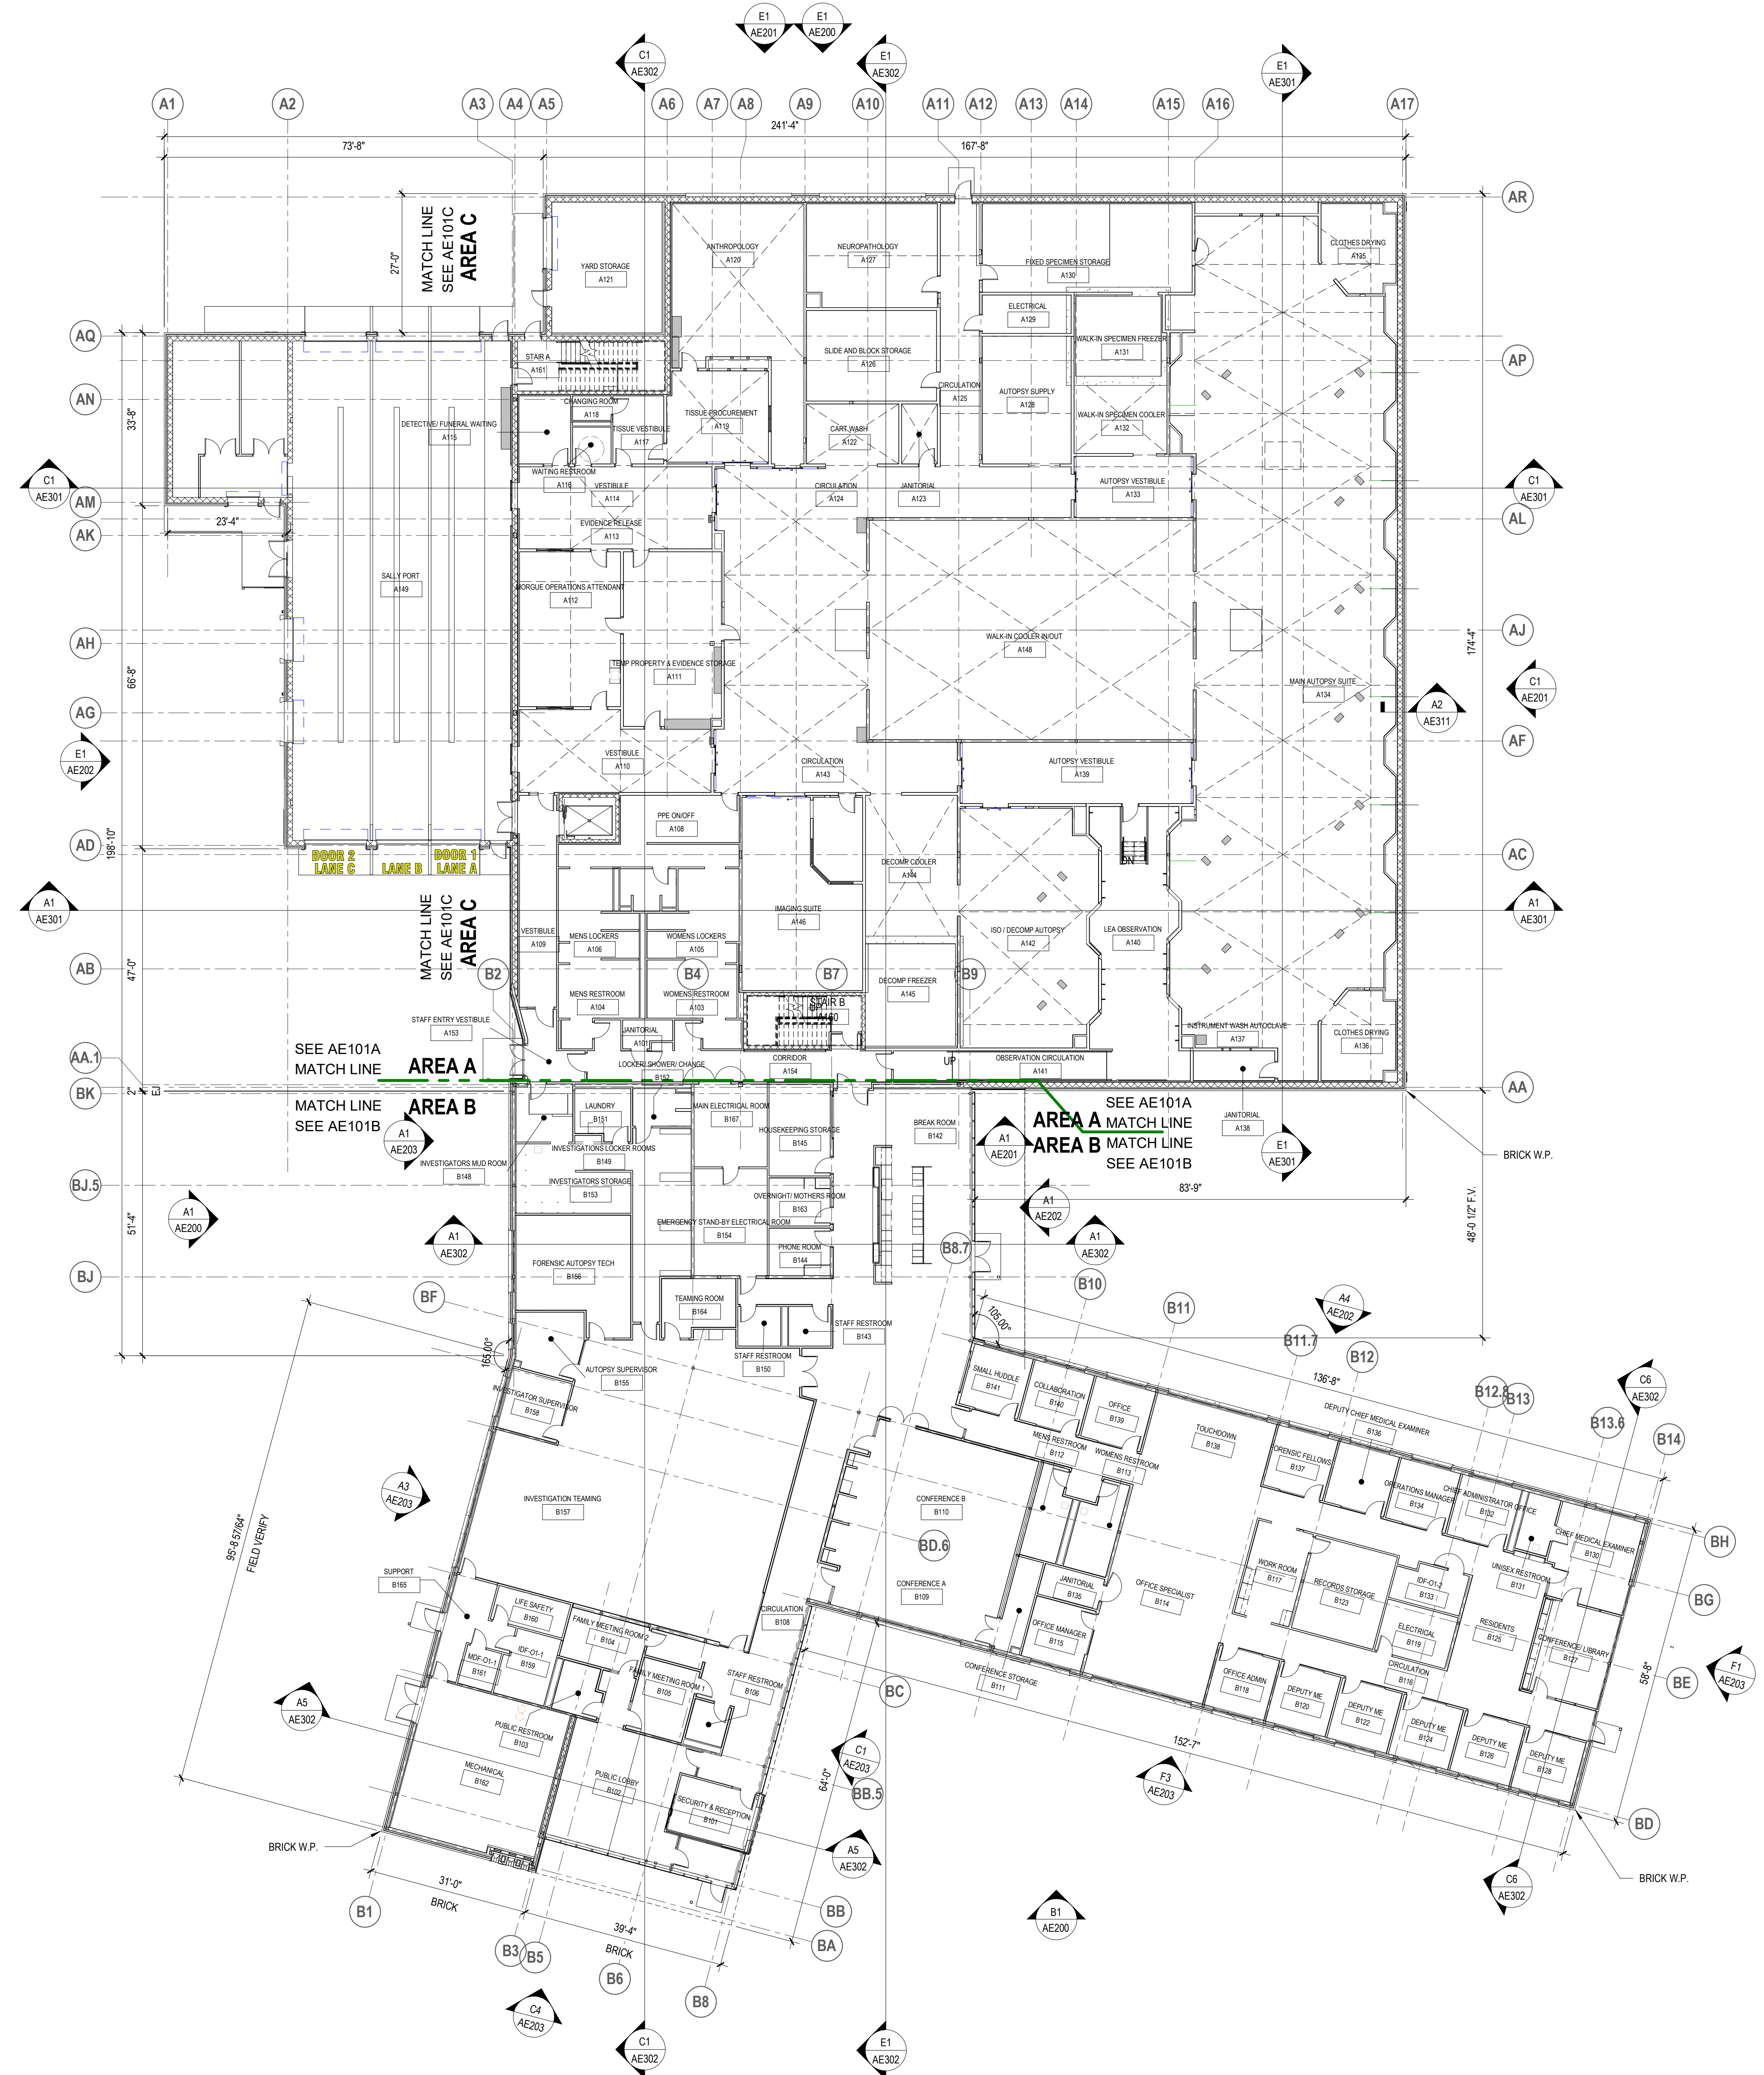 E1
AE201
E1
AE200
C1
AE302
E1
AE302
E1
AE301
A1
A2
A3
A4
A5
A6
A7
A8
A9
A10
A11
A12
A13
A14
A15
A16
A17
241'-4"
73'-8"
167'-8"
AR
MATCH LINE
SEE AE101C
AREA C
27'-0"
YARD STORAGE
A121
ANTHROPOLOGY
A120
NEUROPATHOLOGY
A127
FIXED SPECIMEN STORAGE
A130
CLOTHES DRYING
A135
ELECTRICAL
A129
AQ
STAIR A
A161
SLIDE AND BLOCK STORAGE
A126
WALK-IN SPECIMEN FREEZER
A131
AP
AN
33'-8"
CHANGING ROOM
A118
DETECTIVE/ FUNERAL WAITING
A115
TISSUE VESTIBULE
A117
TISSUE PROCUREMENT
A119
CART WASH
A122
CIRCULATION
A125
AUTOPSY SUPPLY
A128
WALK-IN SPECIMEN COOLER
A132
WAITING RESTROOM
A116
VESTIBULE
A114
CIRCULATION
A124
JANITORIAL
A123
AUTOPSY VESTIBULE
A133
C1
AE301
C1
AE301
AM
AL
23'-4"
EVIDENCE RELEASE
A113
AK
SALLY PORT
A149
MORGUE OPERATIONS ATTENDANT
A112
AH
AJ
WALK-IN COOLER IN/OUT
A148
174'-4"
66'-8"
TEMP PROPERTY & EVIDENCE STORAGE
A111
MAIN AUTOPSY SUITE
A134
C1
AE201
A2
AE311
AG
AF
E1
AE202
VESTIBULE
A110
CIRCULATION
A143
AUTOPSY VESTIBULE
A139
PPE ON/OFF
A108
AD
198'-10"
DOOR 2
LANE C
LANE B
DOOR 1
LANE A
DN
AC
DECOMP COOLER
A144
A1
AE301
A1
AE301
MATCH LINE
SEE AE101C
AREA C
IMAGING SUITE
A146
VESTIBULE
A109
MENS LOCKERS
A106
WOMENS LOCKERS
A105
ISO / DECOMP AUTOPSY
A142
LEA OBSERVATION
A140
AB
47'-0"
B2
B4
B7
B9
DECOMP FREEZER
A145
MENS RESTROOM
A104
WOMENS RESTROOM
A103
UP
STAIR B
A160
STAFF ENTRY VESTIBULE
A153
JANITORIAL
A101
INSTRUMENT WASH AUTOCLAVE
A137
CLOTHES DRYING
A136
AA.1
SEE AE101A
MATCH LINE
AREA A
LOCKER/ SHOWER/ CHANGE
B152
CORRIDOR
A154
UP
OBSERVATION CIRCULATION
A141
BK
2"
EJ
AA
MATCH LINE
SEE AE101B
AREA B
A1
AE203
LAUNDRY
B151
MAIN ELECTRICAL ROOM
B167
HOUSEKEEPING STORAGE
B145
BREAK ROOM
B142
A1
AE201
AREA A
AREA B
SEE AE101A
MATCH LINE
MATCH LINE
SEE AE101B
JANITORIAL
A138
E1
AE301
BRICK W.P.
INVESTIGATORS MUD ROOM
B148
INVESTIGATIONS LOCKER ROOMS
B149
INVESTIGATORS STORAGE
B153
BJ.5
83'-9"
OVERNIGHT/ MOTHERS ROOM
B163
A1
AE200
51'-4"
EMERGENCY STAND-BY ELECTRICAL ROOM
B154
A1
AE202
48'-0 1/2" F.V.
A1
AE302
PHONE ROOM
B144
B8.7
A1
AE302
FORENSIC AUTOPSY TECH
B156
BJ
BF
B10
TEAMING ROOM
B164
STAFF RESTROOM
B143
105.00°
B11
A4
AE202
B11.7
B12
165.00°
STAFF RESTROOM
B150
AUTOPSY SUPERVISOR
B155
136'-8"
INVESTIGATOR SUPERVISOR
B158
SMALL HUDDLE
B141
COLLABORATION
B140
OFFICE
B139
TOUCHDOWN
B138
DEPUTY CHIEF MEDICAL EXAMINER
B136
B12.8
B13
C6
AE302
B13.6
B14
MENS RESTROOM
B112
WOMENS RESTROOM
B113
FORENSIC FELLOWS
B137
OPERATIONS MANAGER
B134
CHIEF ADMINISTRATOR OFFICE
B132
CHIEF MEDICAL EXAMINER
B130
A3
AE203
INVESTIGATION TEAMING
B157
CONFERENCE B
B110
95'-8 57/64"
FIELD VERIFY
BD.6
BH
SUPPORT
B165
CONFERENCE A
B109
JANITORIAL
B135
OFFICE SPECIALIST
B114
WORK ROOM
B117
RECORDS STORAGE
B123
IDF-O1-2
B133
UNISEX RESTROOM
B131
BG
LIFE SAFETY
B160
FAMILY MEETING ROOM 2
B104
CIRCULATION
B108
OFFICE MANAGER
B115
ELECTRICAL
B119
RESIDENTS
B125
CONFERENCE/ LIBRARY
B127
MDF-O1-1
B161
IDF-O1-1
B159
FAMILY MEETING ROOM 1
B105
STAFF RESTROOM
B106
CONFERENCE STORAGE
B111
OFFICE ADMIN
B118
CIRCULATION
B116
58'-8"
BE
F1
AE203
A5
AE302
BC
DEPUTY ME
B120
DEPUTY ME
B122
DEPUTY ME
B124
DEPUTY ME
B126
DEPUTY ME
B128
PUBLIC RESTROOM
B103
152'-7"
C1
AE203
MECHANICAL
B162
PUBLIC LOBBY
B102
64'-0"
BB.5
F3
AE203
SECURITY & RECEPTION
B101
BD
BRICK W.P.
A5
AE302
BRICK W.P.
C6
AE302
31'-0"
BRICK
B1
39'-4"
BRICK
BB
BA
B1
AE200
B3
B5
B6
B8
C4
AE203
C1
AE302
E1
AE302